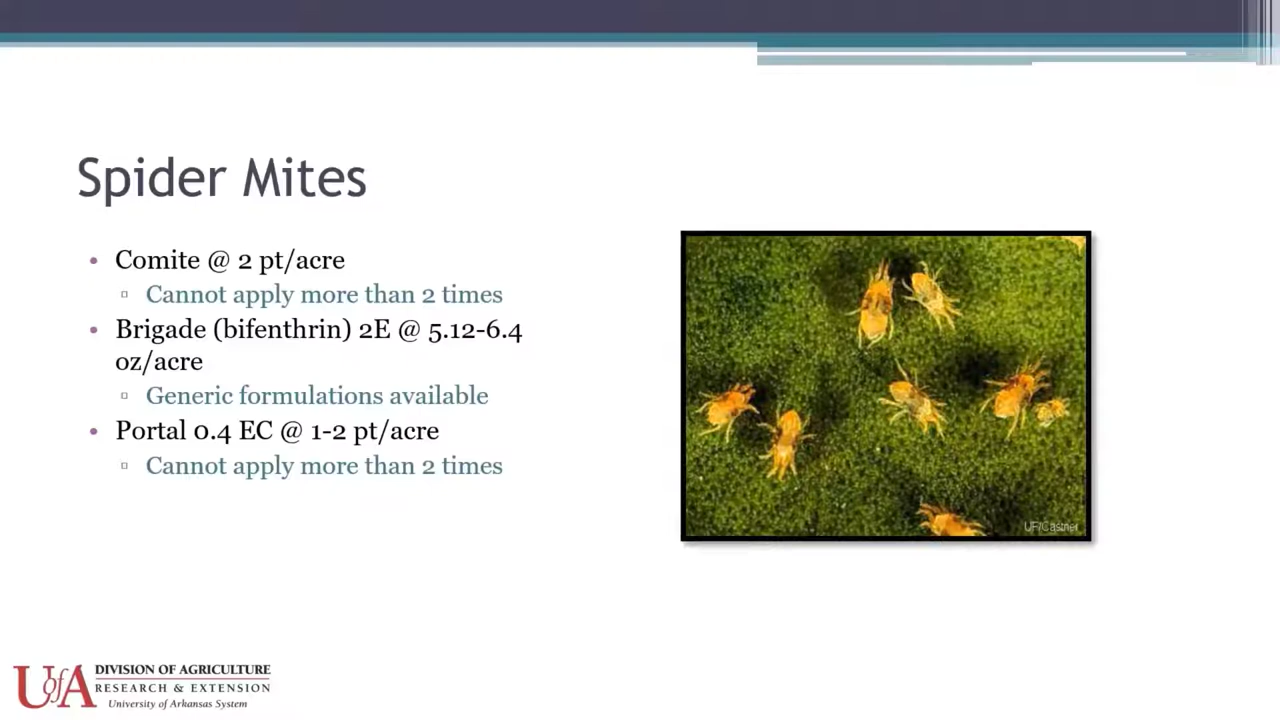 Spider Mites
• Comite @ 2 pt/acre
▫ Cannot apply more than 2 times
• Brigade (bifenthrin) 2E @ 5.12-6.4
oz/acre
▫ Generic formulations available
• Portal 0.4 EC @ 1-2 pt/acre
▫ Cannot apply more than 2 times
UF/Castner
UofA
DIVISION OF AGRICULTURE
RESEARCH & EXTENSION
University of Arkansas System